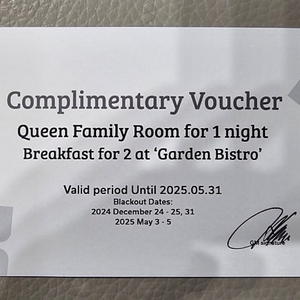 Complimentary Voucher
Queen Family Room for 1 night
Breakfast for 2 at ‘Garden Bistro’
Valid period Until 2025.05.31
Blackout Dates:
2024 December 24 - 25, 31
2025 May 3 - 5
GM signature